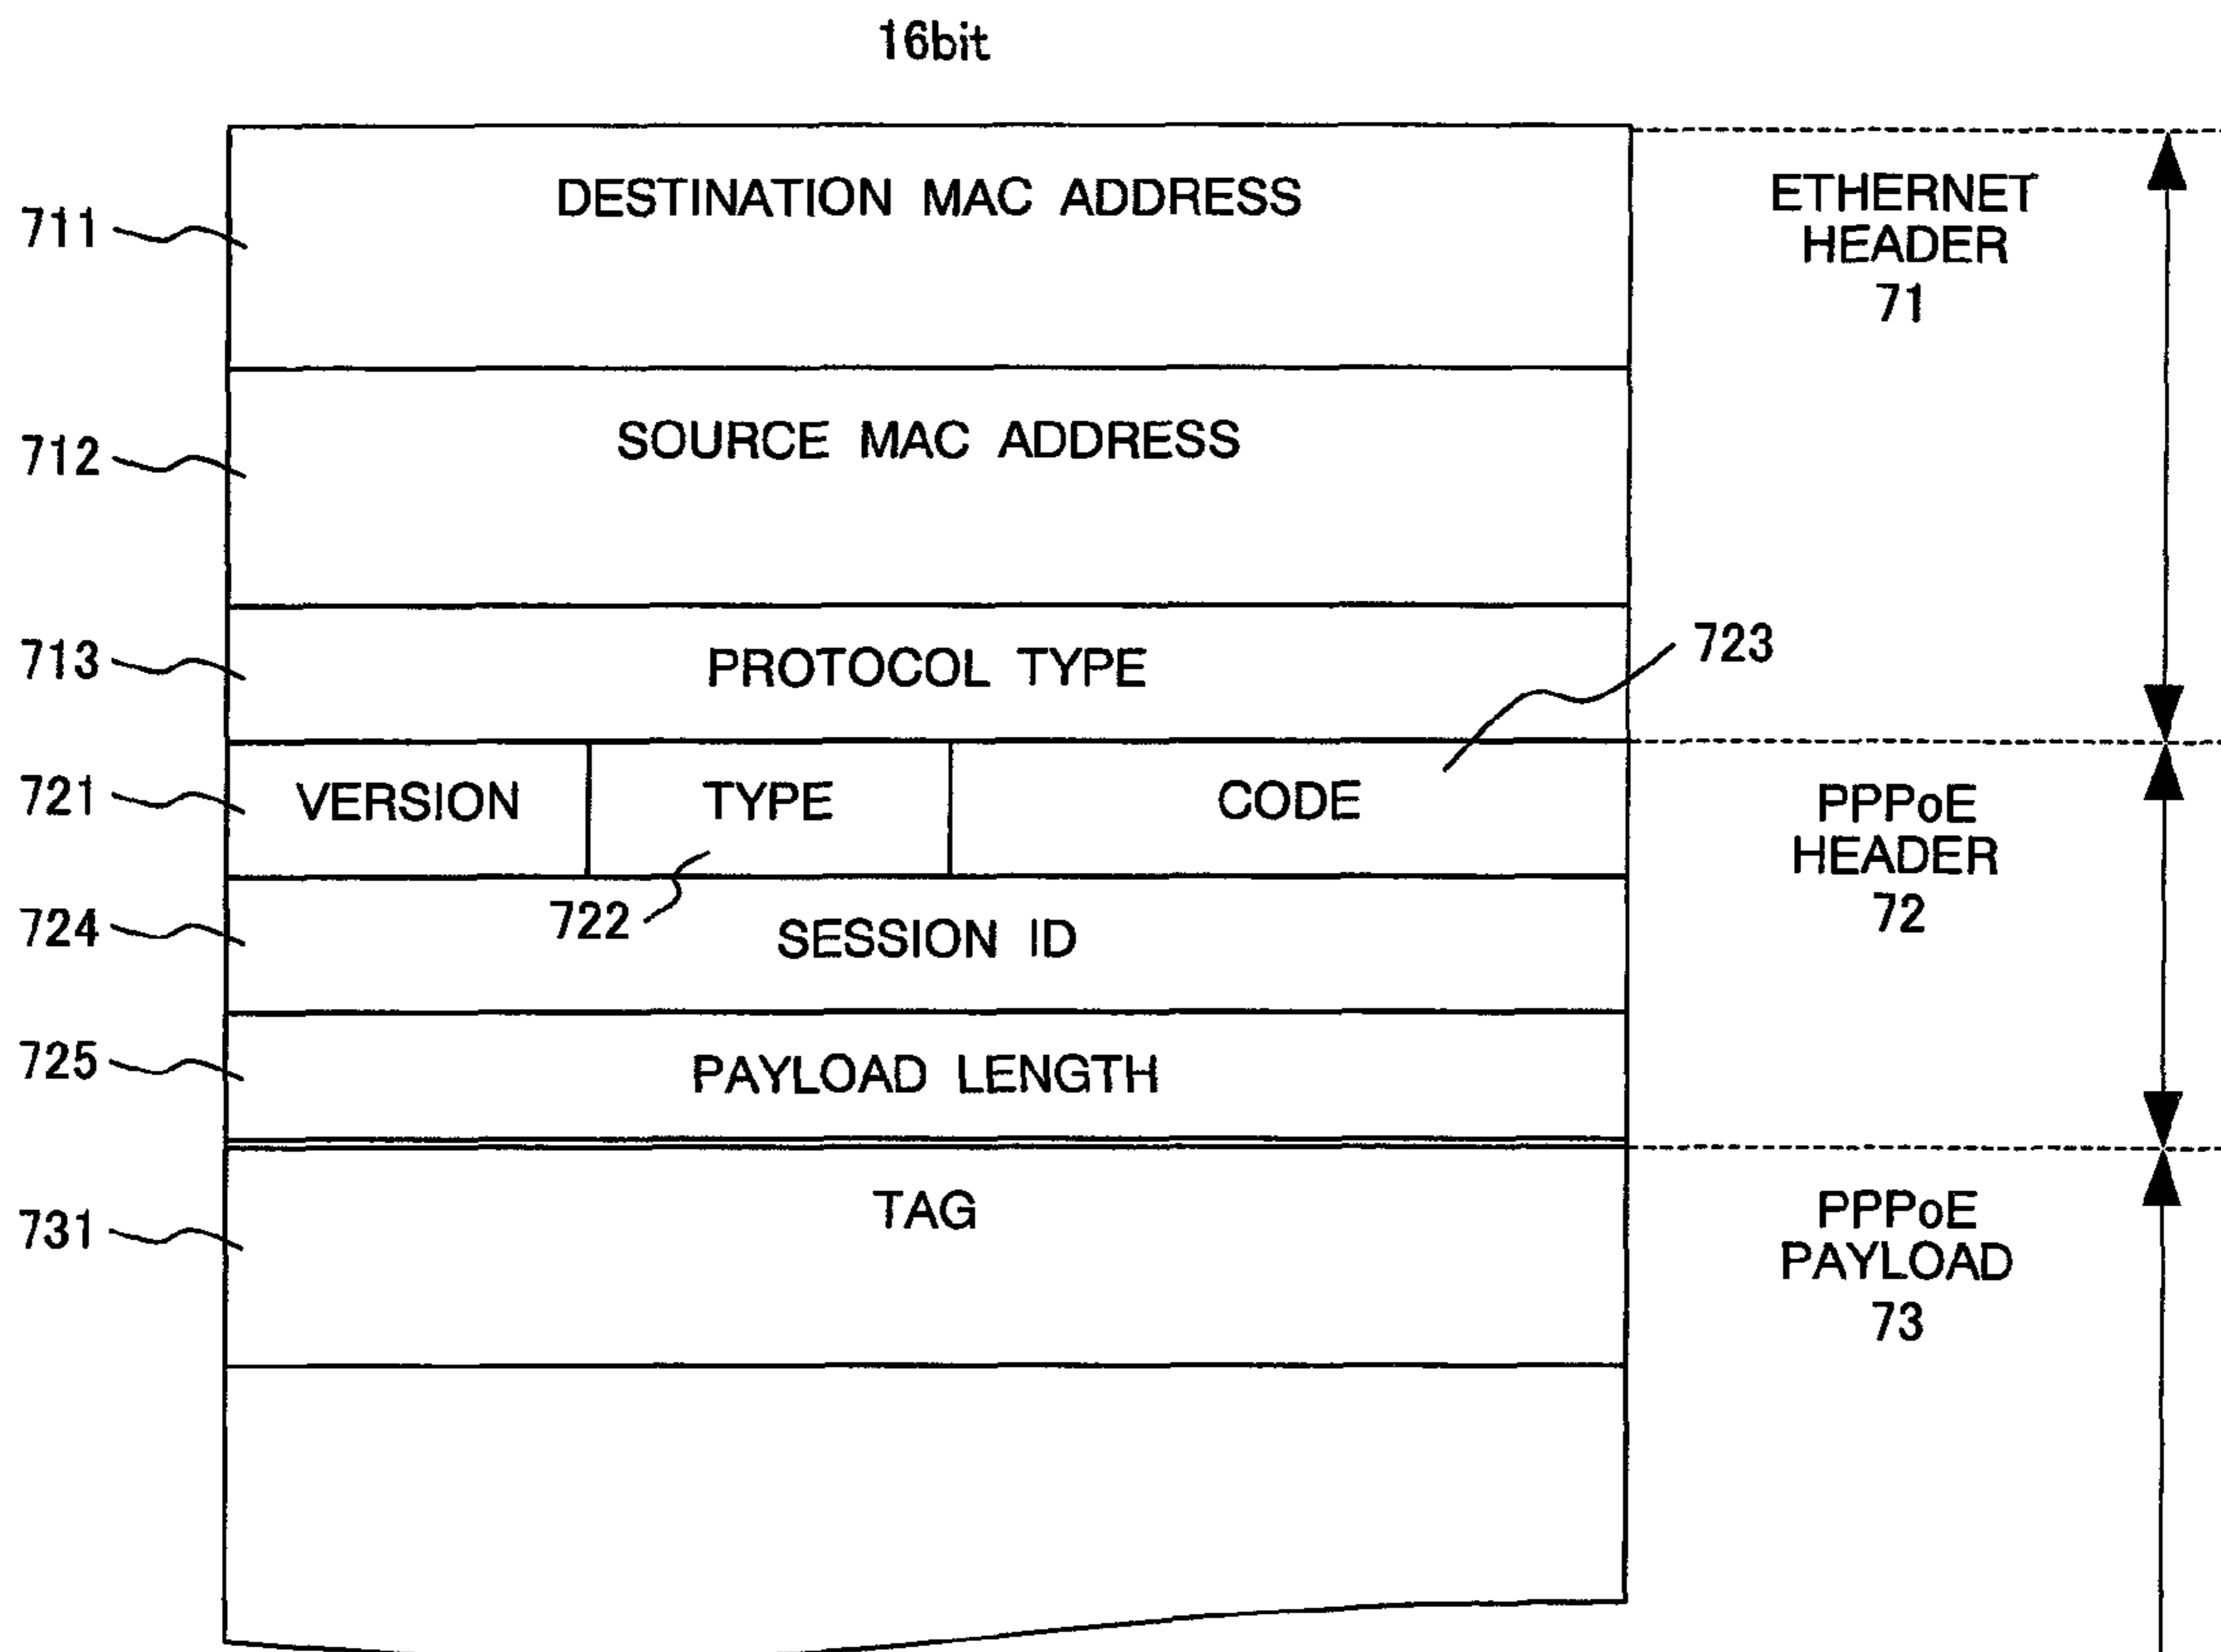 16bit
711
DESTINATION MAC ADDRESS
ETHERNET
HEADER
71
712
SOURCE MAC ADDRESS
713
PROTOCOL TYPE
723
721
VERSION
TYPE
CODE
PPPoE
HEADER
72
722
724
SESSION ID
725
PAYLOAD LENGTH
731
TAG
PPPoE
PAYLOAD
73